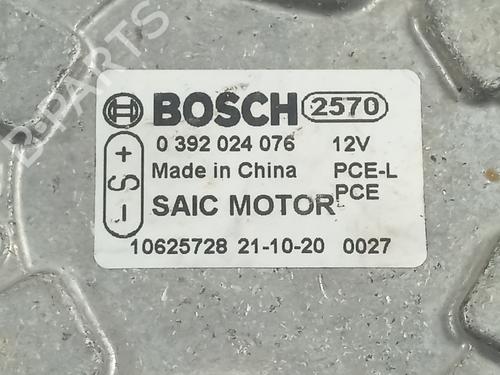 B-PARTS
BOSCH 2570
0 392 024 076 12V
Made in China PCE-L
PCE
+ S -
SAIC MOTOR
10625728 21-10-20 0027